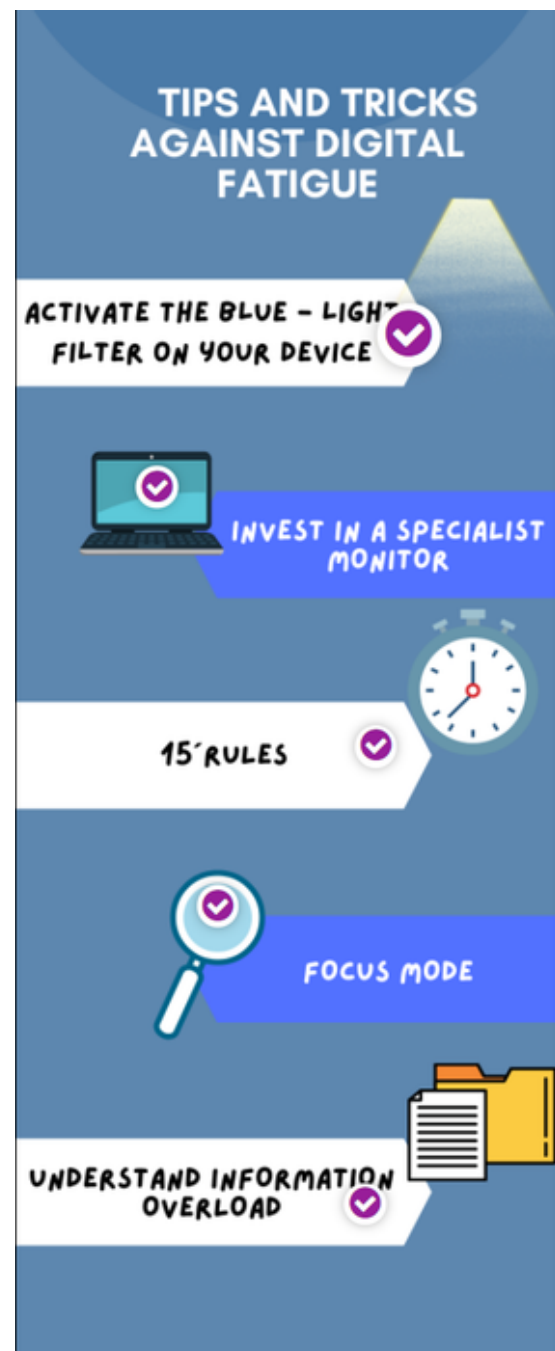 TIPS AND TRICKS
AGAINST DIGITAL
FATIGUE
ACTIVATE THE BLUE - LIGHT
FILTER ON YOUR DEVICE
INVEST IN A SPECIALIST
MONITOR
15´RULES
FOCUS MODE
UNDERSTAND INFORMATION
OVERLOAD